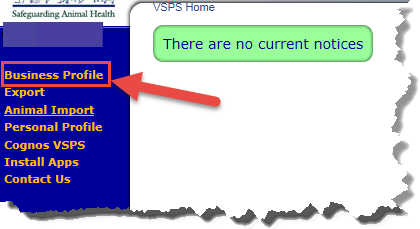 Safeguarding Animal Health
VSPS Home
There are no current notices
Business Profile
Export
Animal Import
Personal Profile
Cognos VSPS
Install Apps
Contact Us